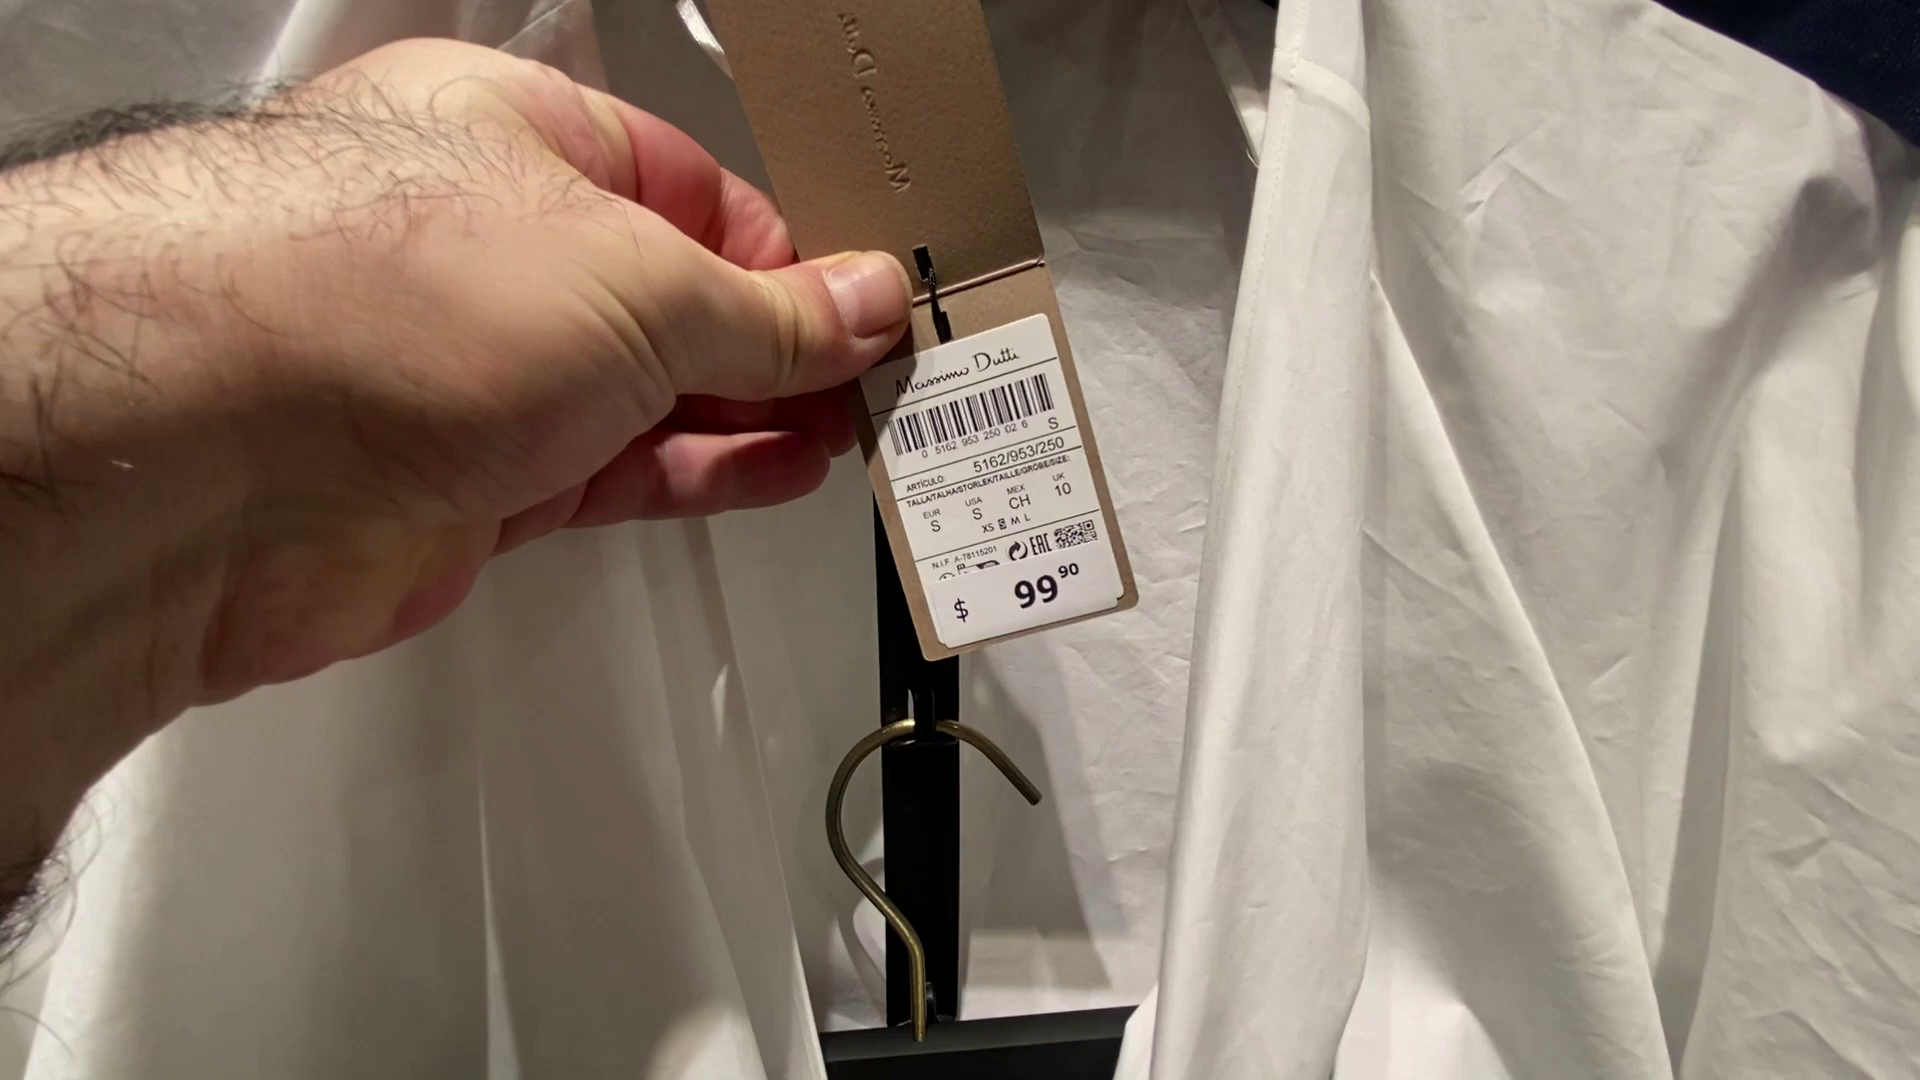 Massimo Dutti
Massimo Dutti
0 5162 953 250 02 6 S
ARTÍCULO: 5162/953/250
TALLA/TALHA/STORLEK/TAILLE/GRÖßE/SIZE:
EUR USA MEX UK
S S CH 10
XS S M L
N.I.F. A-78115201 EAC
$ 99 90